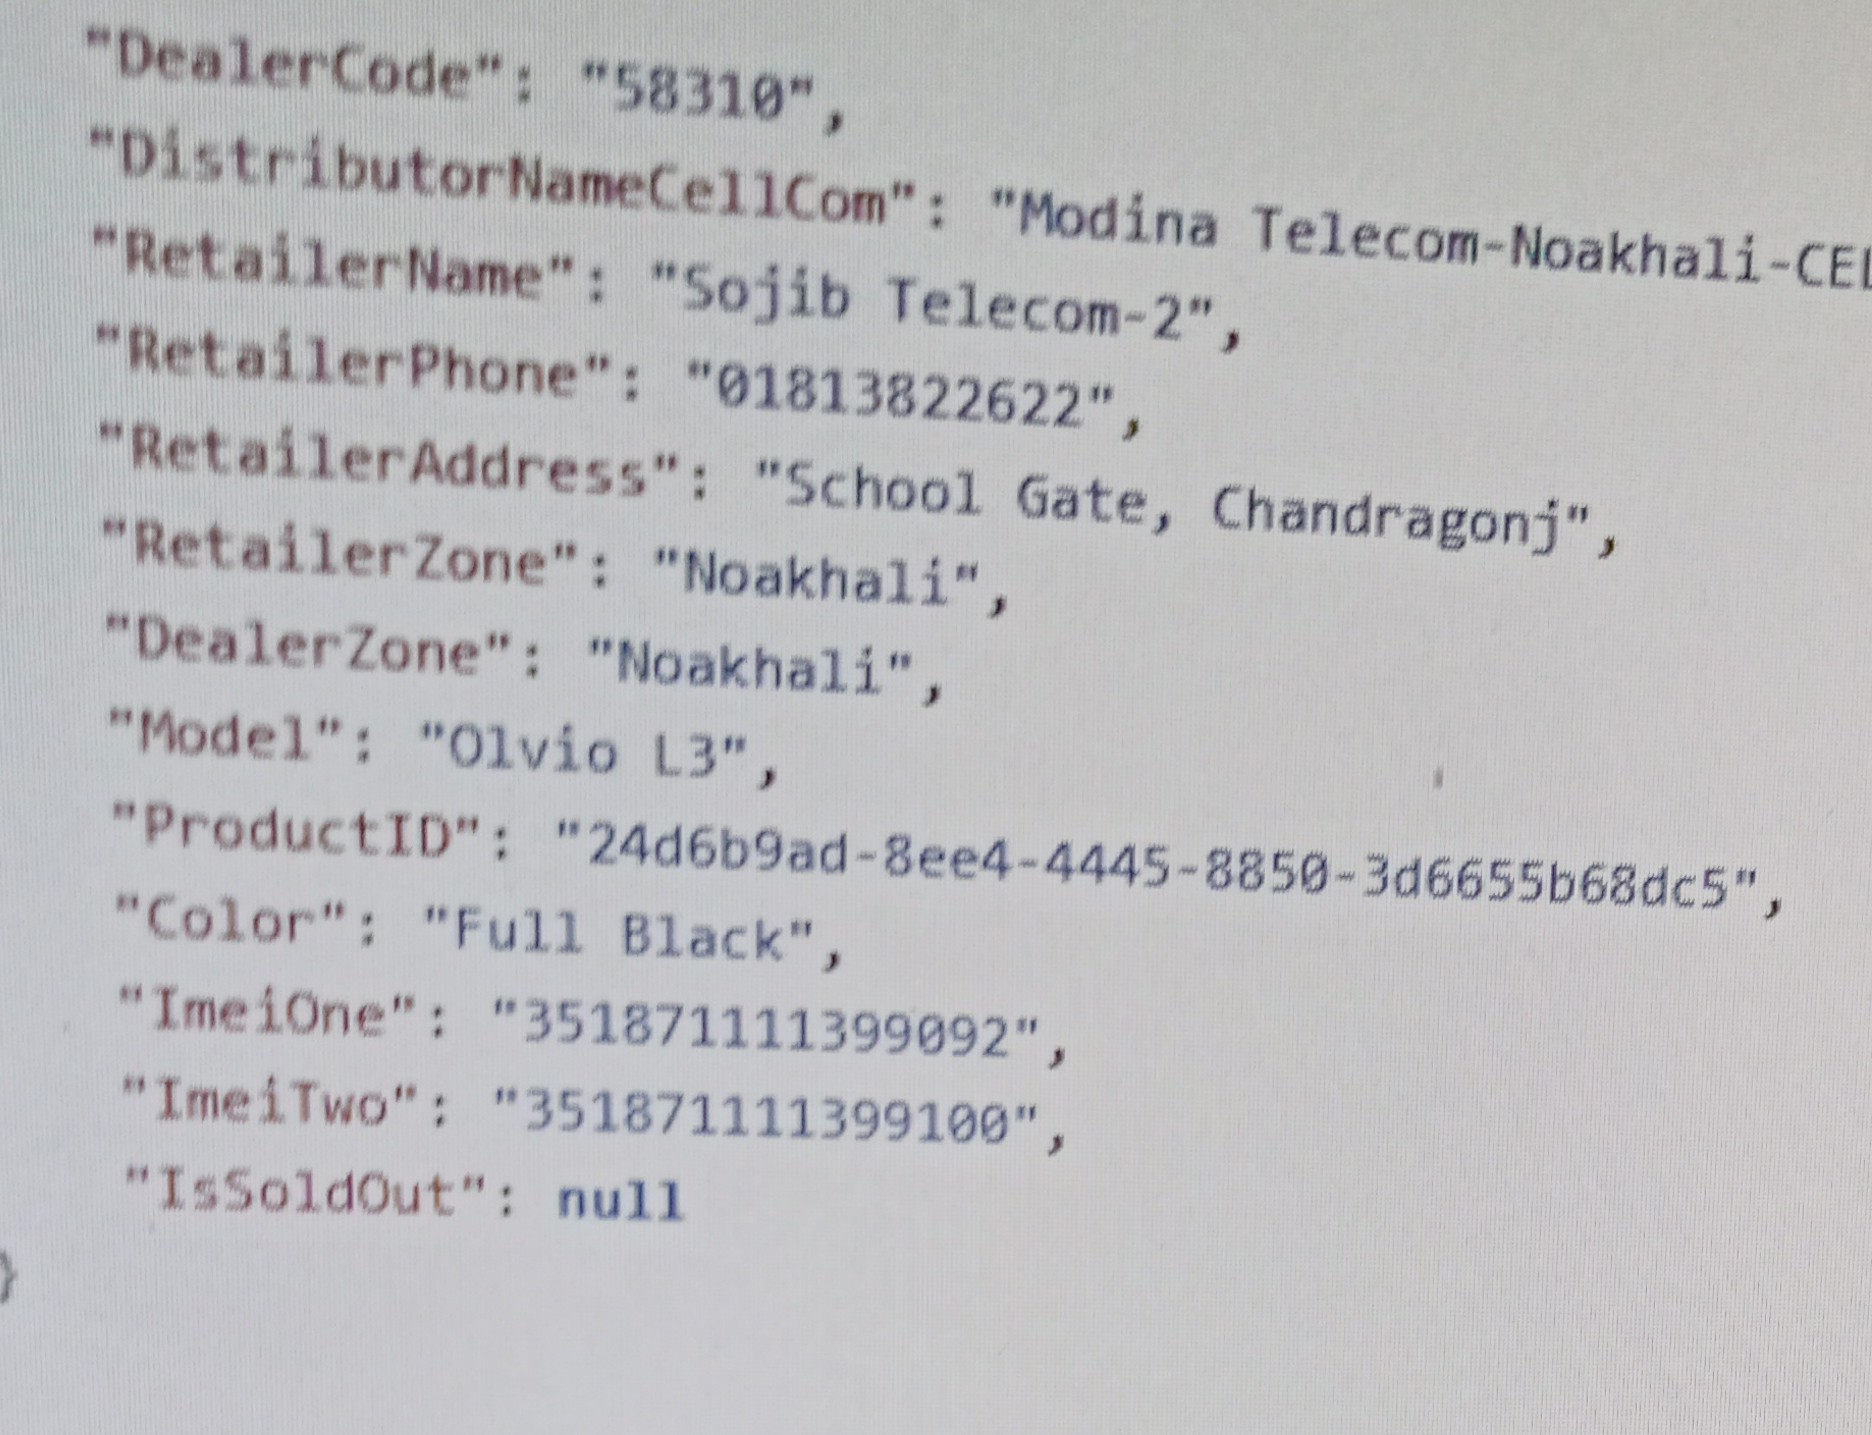 "DealerCode": "58310",
"DistributorNameCellCom": "Modina Telecom-Noakhali-CEL
"RetailerName": "Sojib Telecom-2",
"RetailerPhone": "01813822622",
"RetailerAddress": "School Gate, Chandragonj",
"RetailerZone": "Noakhali",
"DealerZone": "Noakhali",
"Model": "Olvio L3",
"ProductID": "24d6b9ad-8ee4-4445-8850-3d6655b68dc5",
"Color": "Full Black",
"ImeiOne": "351871111399092",
"ImeiTwo": "351871111399100",
"IsSoldOut": null
}